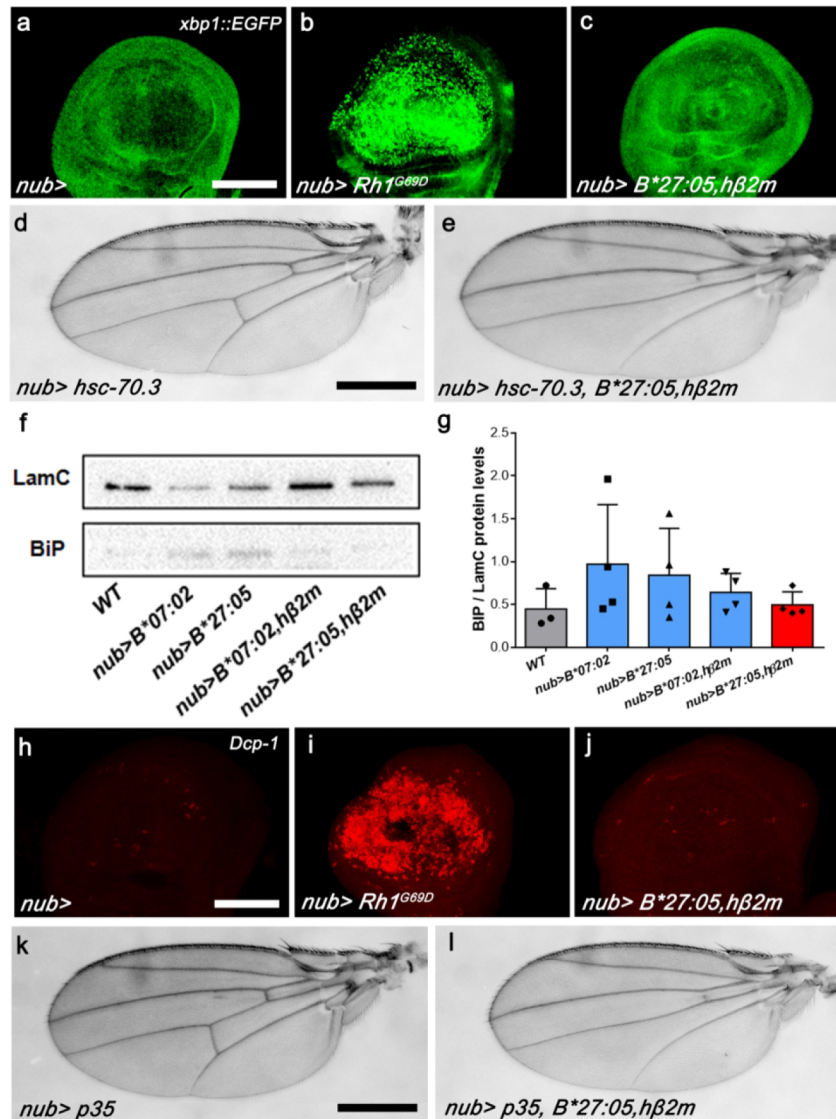 a
xbp1::EGFP
nub>
b
nub> Rh1G69D
c
nub> B*27:05,hβ2m
d
nub> hsc-70.3
e
nub> hsc-70.3, B*27:05,hβ2m
f
LamC
BiP
WT
nub>B*07:02
nub>B*27:05
nub>B*07:02,hβ2m
nub>B*27:05,hβ2m
g
BIP / LamC protein levels
2.5
2.0
1.5
1.0
0.5
0.0
WT
nub>B*07:02
nub>B*27:05
nub>B*07:02,hβ2m
nub>B*27:05,hβ2m
h
Dcp-1
nub>
i
nub> Rh1G69D
j
nub> B*27:05,hβ2m
k
nub> p35
l
nub> p35, B*27:05,hβ2m